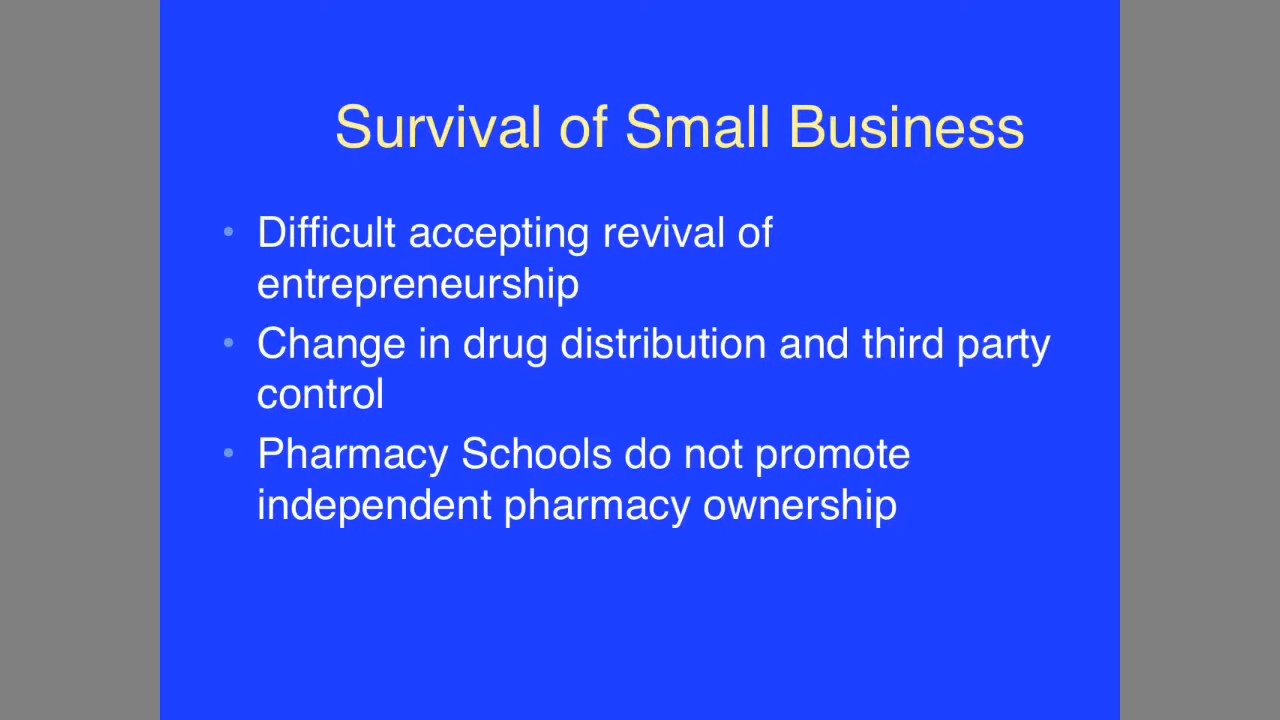 Survival of Small Business
• Difficult accepting revival of
entrepreneurship
• Change in drug distribution and third party
control
• Pharmacy Schools do not promote
independent pharmacy ownership